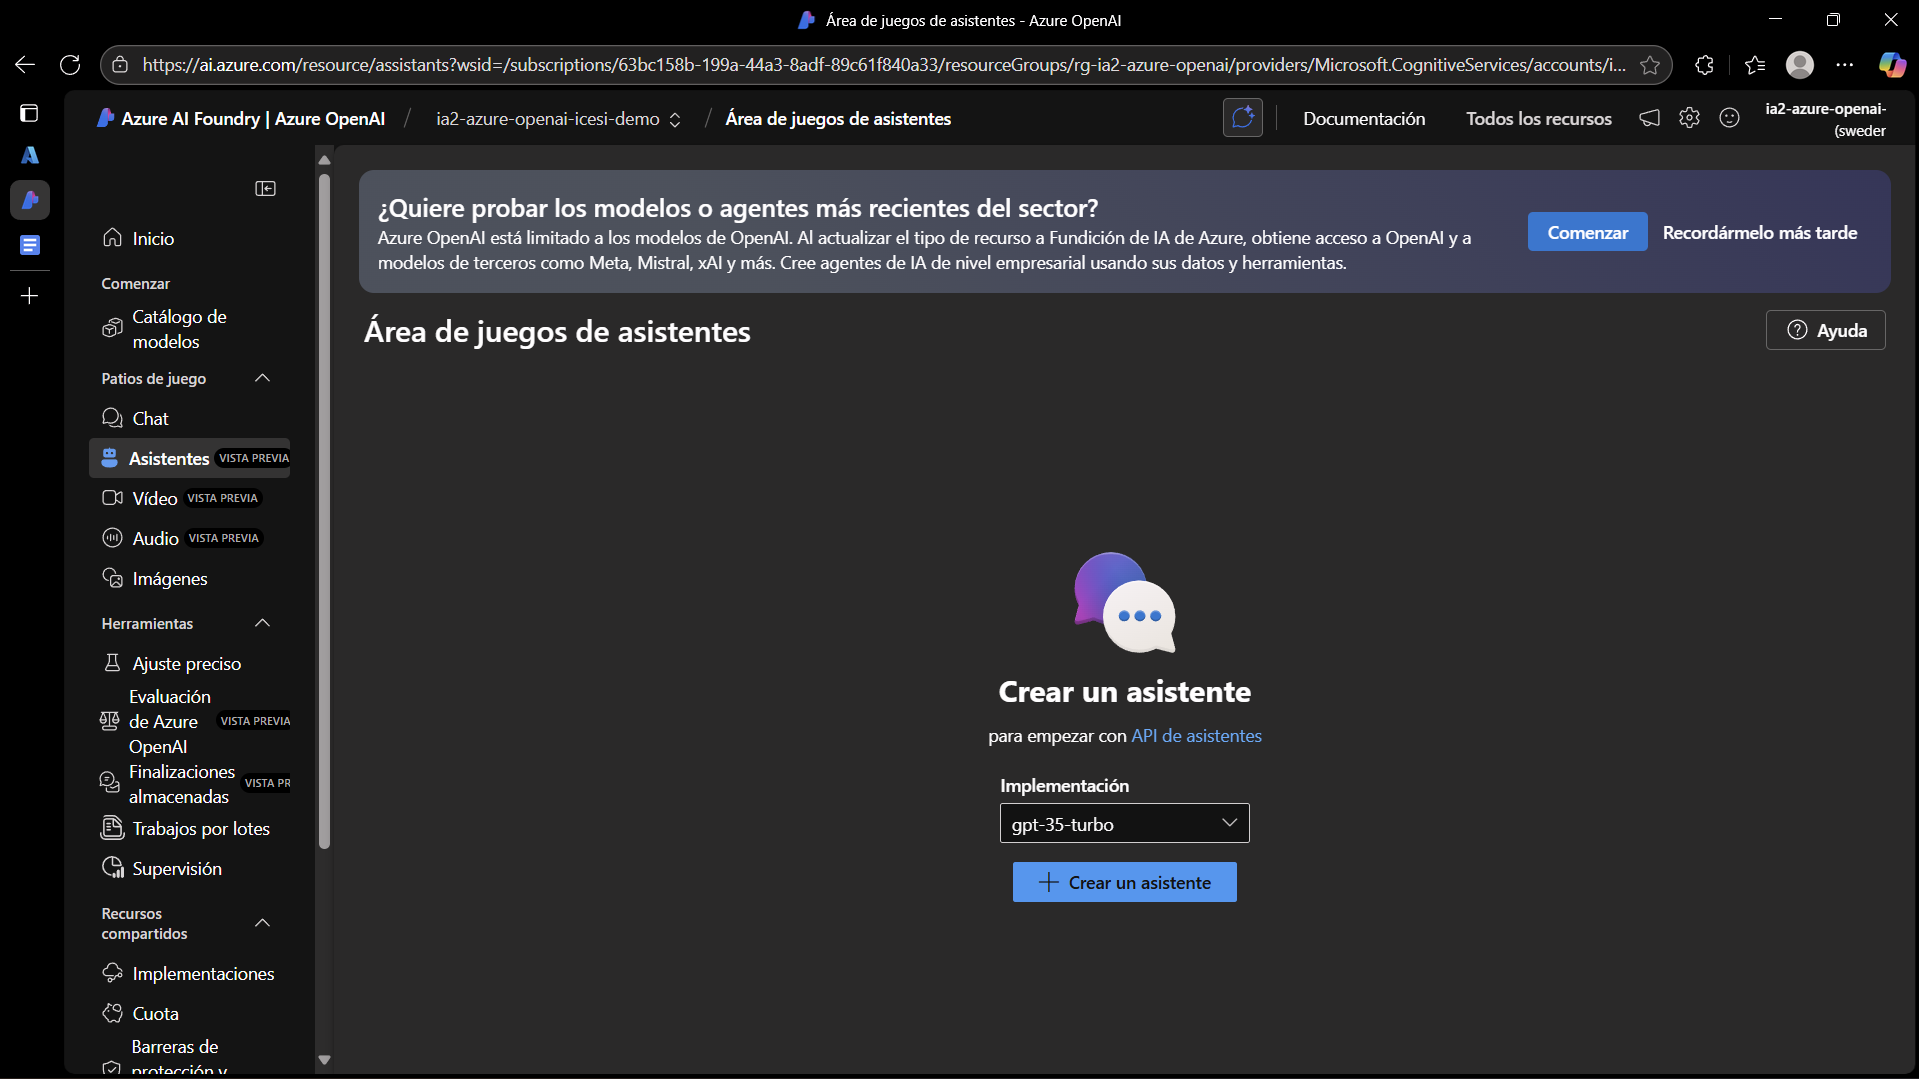 Área de juegos de asistentes - Azure OpenAI
https://ai.azure.com/resource/assistants?wsid=/subscriptions/63bc158b-199a-44a3-8adf-89c61f840a33/resourceGroups/rg-ia2-azure-openai/providers/Microsoft.CognitiveServices/accounts/i...
Azure AI Foundry | Azure OpenAI / ia2-azure-openai-icesi-demo / Área de juegos de asistentes
Documentación
Todos los recursos
ia2-azure-openai-
(sweder
Inicio
Comenzar
Catálogo de
modelos
Patios de juego
Chat
Asistentes VISTA PREVIA
Vídeo VISTA PREVIA
Audio VISTA PREVIA
Imágenes
Herramientas
Ajuste preciso
Evaluación
de Azure VISTA PREVIA
OpenAI
Finalizaciones
almacenadas VISTA PR
Trabajos por lotes
Supervisión
Recursos
compartidos
Implementaciones
Cuota
Barreras de
protección y
¿Quiere probar los modelos o agentes más recientes del sector?
Azure OpenAI está limitado a los modelos de OpenAI. Al actualizar el tipo de recurso a Fundición de IA de Azure, obtiene acceso a OpenAI y a
modelos de terceros como Meta, Mistral, xAI y más. Cree agentes de IA de nivel empresarial usando sus datos y herramientas.
Comenzar
Recordármelo más tarde
Área de juegos de asistentes
Ayuda
Crear un asistente
para empezar con API de asistentes
Implementación
gpt-35-turbo
Crear un asistente